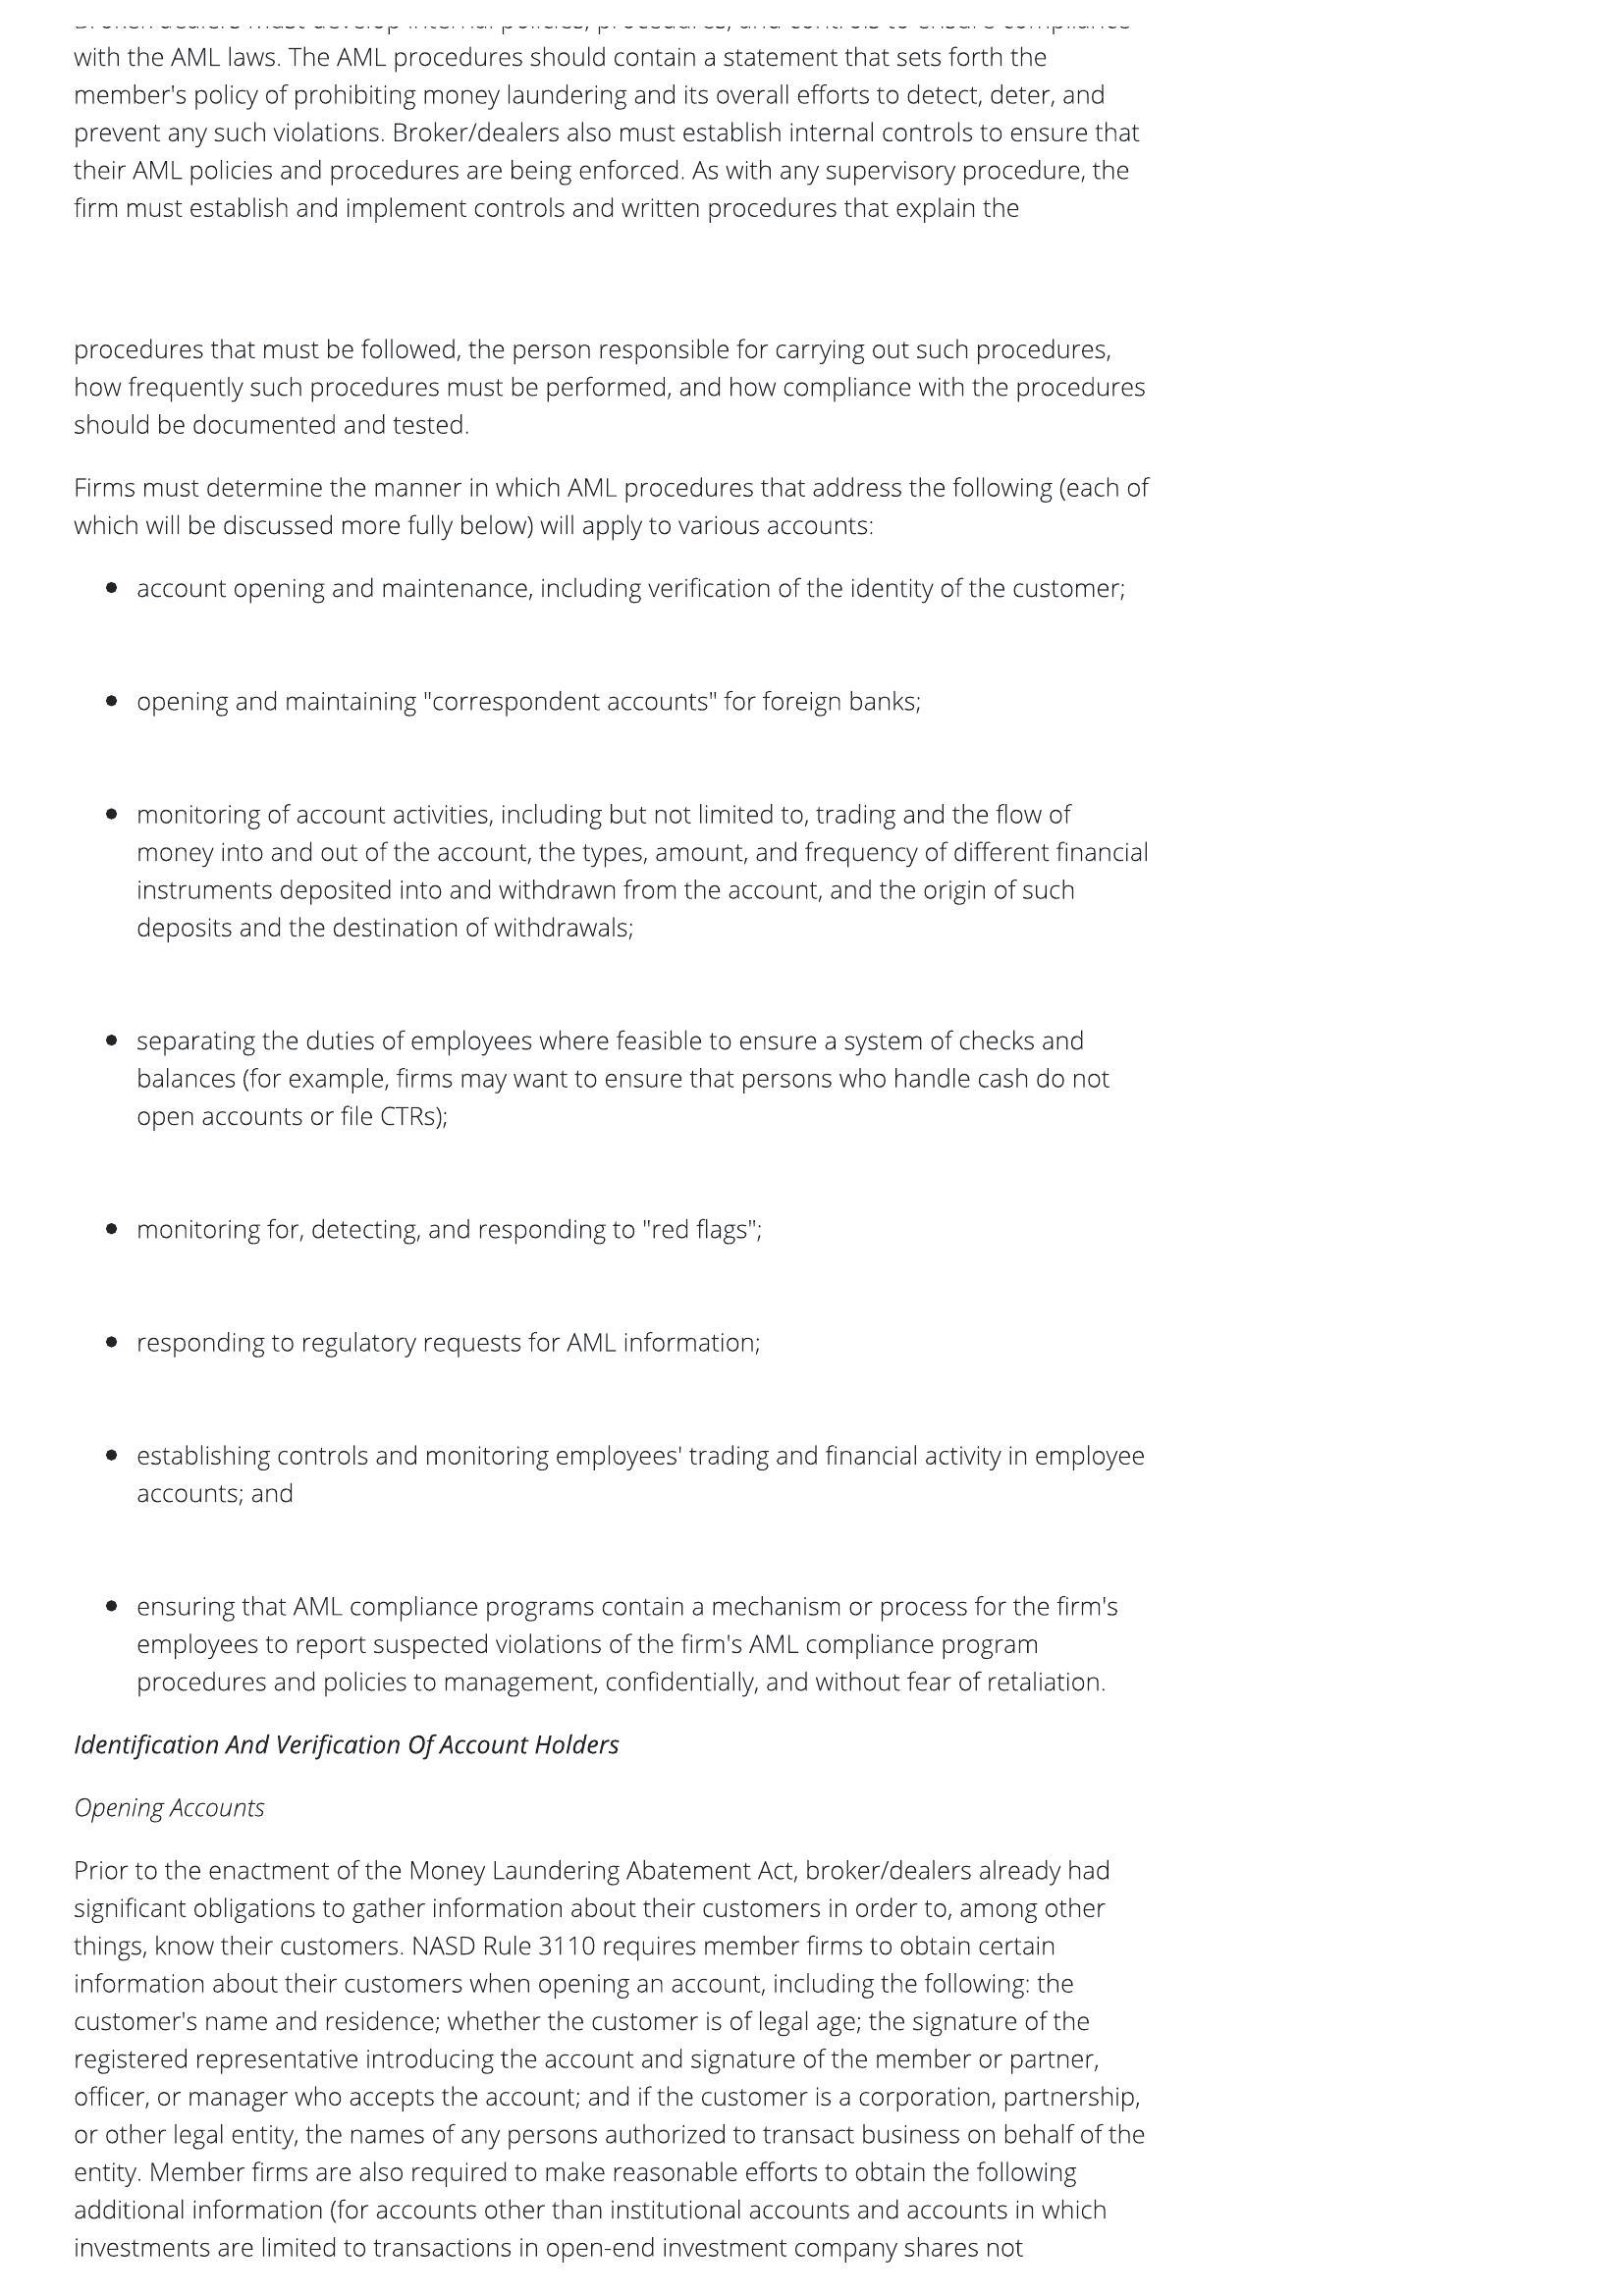 Broker/dealers must develop internal policies, procedures, and controls to ensure compliance
with the AML laws. The AML procedures should contain a statement that sets forth the
member's policy of prohibiting money laundering and its overall efforts to detect, deter, and
prevent any such violations. Broker/dealers also must establish internal controls to ensure that
their AML policies and procedures are being enforced. As with any supervisory procedure, the
firm must establish and implement controls and written procedures that explain the
procedures that must be followed, the person responsible for carrying out such procedures,
how frequently such procedures must be performed, and how compliance with the procedures
should be documented and tested.
Firms must determine the manner in which AML procedures that address the following (each of
which will be discussed more fully below) will apply to various accounts:
• account opening and maintenance, including verification of the identity of the customer;
• opening and maintaining "correspondent accounts" for foreign banks;
• monitoring of account activities, including but not limited to, trading and the flow of
money into and out of the account, the types, amount, and frequency of different financial
instruments deposited into and withdrawn from the account, and the origin of such
deposits and the destination of withdrawals;
• separating the duties of employees where feasible to ensure a system of checks and
balances (for example, firms may want to ensure that persons who handle cash do not
open accounts or file CTRs);
• monitoring for, detecting, and responding to "red flags";
• responding to regulatory requests for AML information;
• establishing controls and monitoring employees' trading and financial activity in employee
accounts; and
• ensuring that AML compliance programs contain a mechanism or process for the firm's
employees to report suspected violations of the firm's AML compliance program
procedures and policies to management, confidentially, and without fear of retaliation.
Identification And Verification Of Account Holders
Opening Accounts
Prior to the enactment of the Money Laundering Abatement Act, broker/dealers already had
significant obligations to gather information about their customers in order to, among other
things, know their customers. NASD Rule 3110 requires member firms to obtain certain
information about their customers when opening an account, including the following: the
customer's name and residence; whether the customer is of legal age; the signature of the
registered representative introducing the account and signature of the member or partner,
officer, or manager who accepts the account; and if the customer is a corporation, partnership,
or other legal entity, the names of any persons authorized to transact business on behalf of the
entity. Member firms are also required to make reasonable efforts to obtain the following
additional information (for accounts other than institutional accounts and accounts in which
investments are limited to transactions in open-end investment company shares not